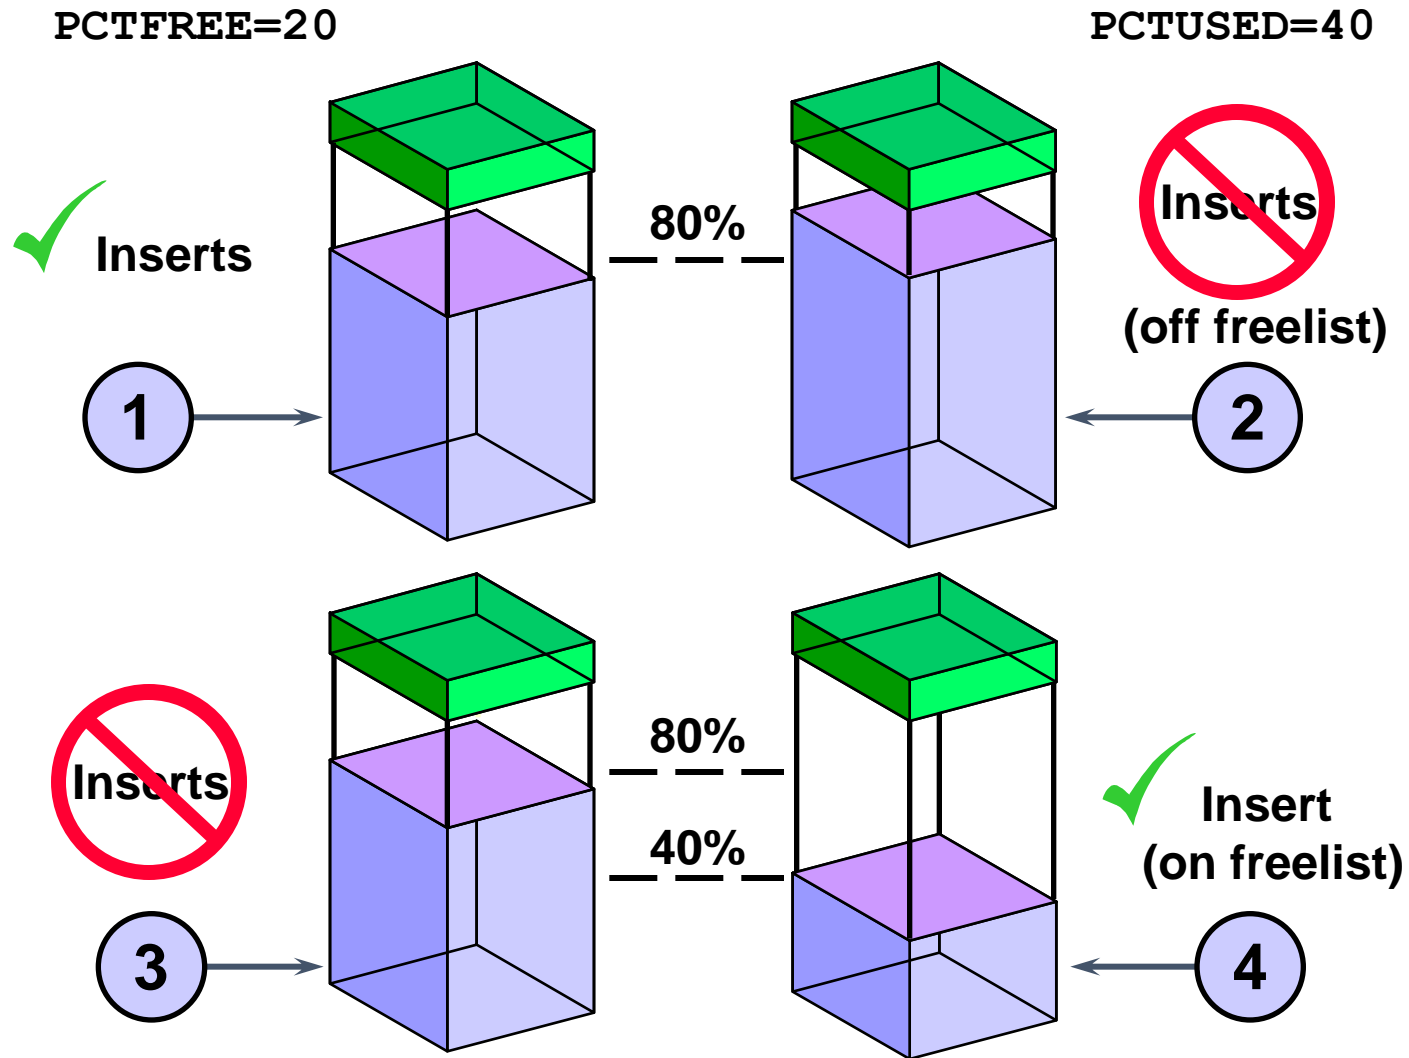 PCTFREE=20
PCTUSED=40
Inserts
80%
Inserts
(off freelist)
1
2
Inserts
80%
40%
Insert
(on freelist)
3
4